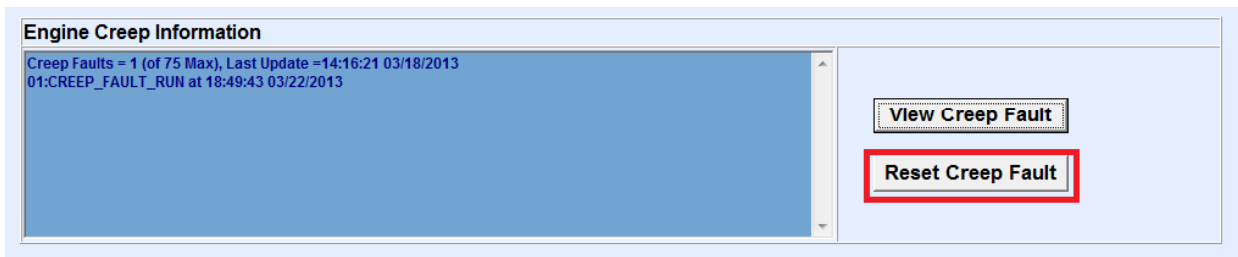 Engine Creep Information
Creep Faults = 1 (of 75 Max), Last Update =14:16:21 03/18/2013
01:CREEP_FAULT_RUN at 18:49:43 03/22/2013
View Creep Fault
Reset Creep Fault